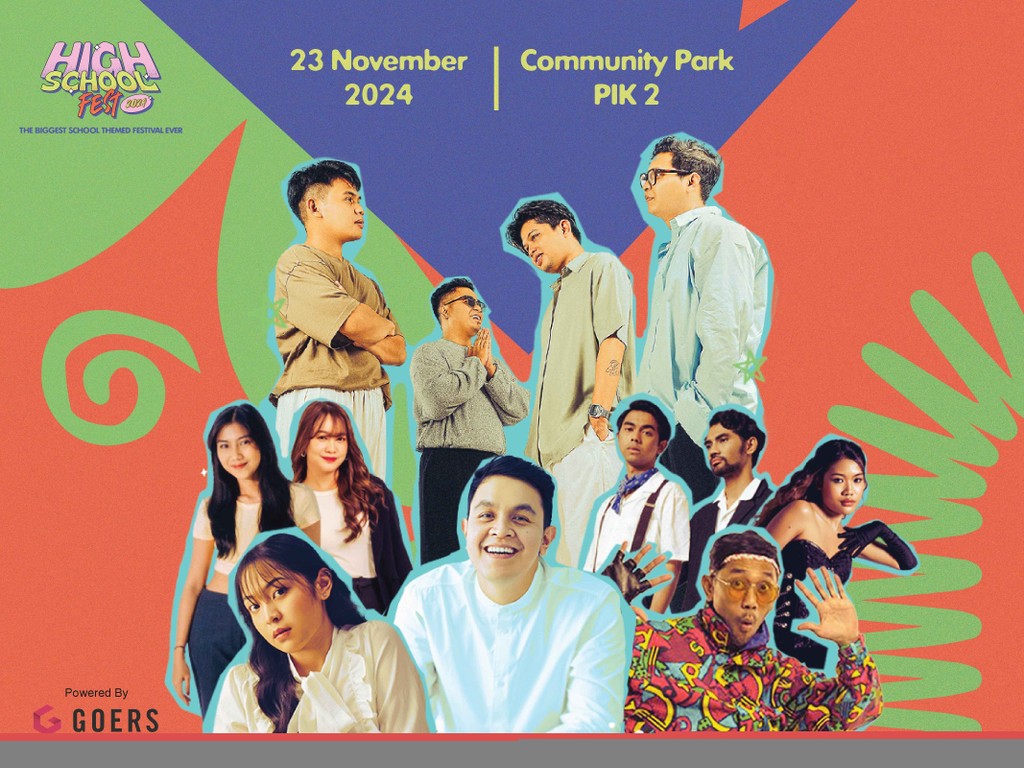 HIGH
SCHOOL
FEST 2024
THE BIGGEST SCHOOL THEMED FESTIVAL EVER
23 November
2024
Community Park
PIK 2
Powered By
GOERS